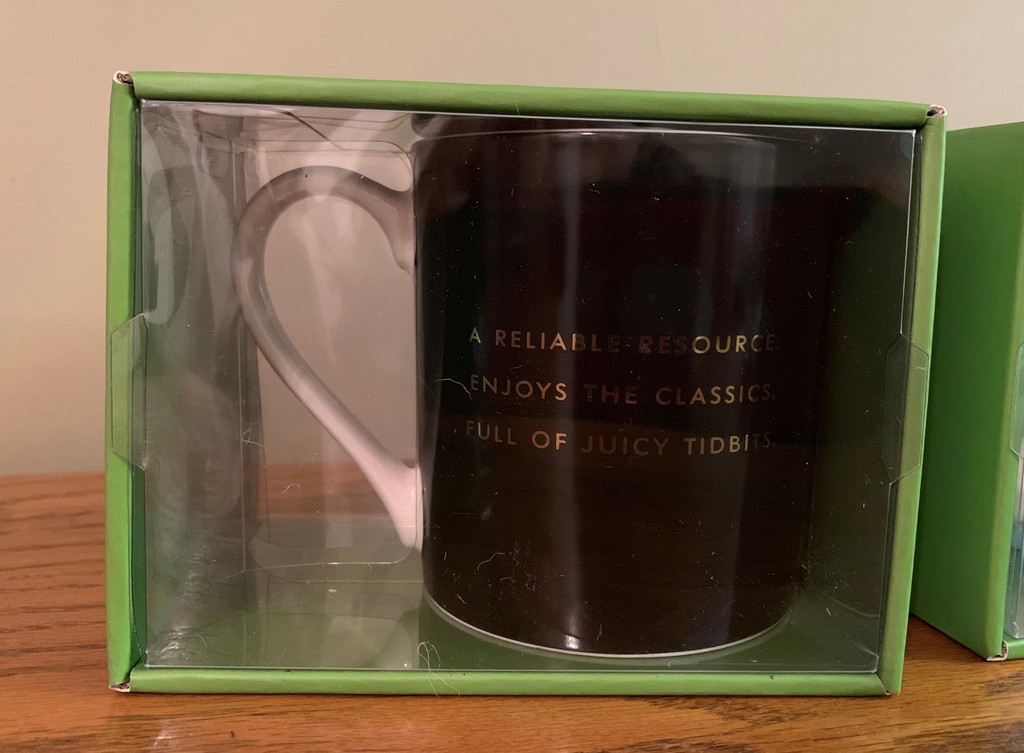 A RELIABLE RESOURCE.
ENJOYS THE CLASSICS.
FULL OF JUICY TIDBITS.